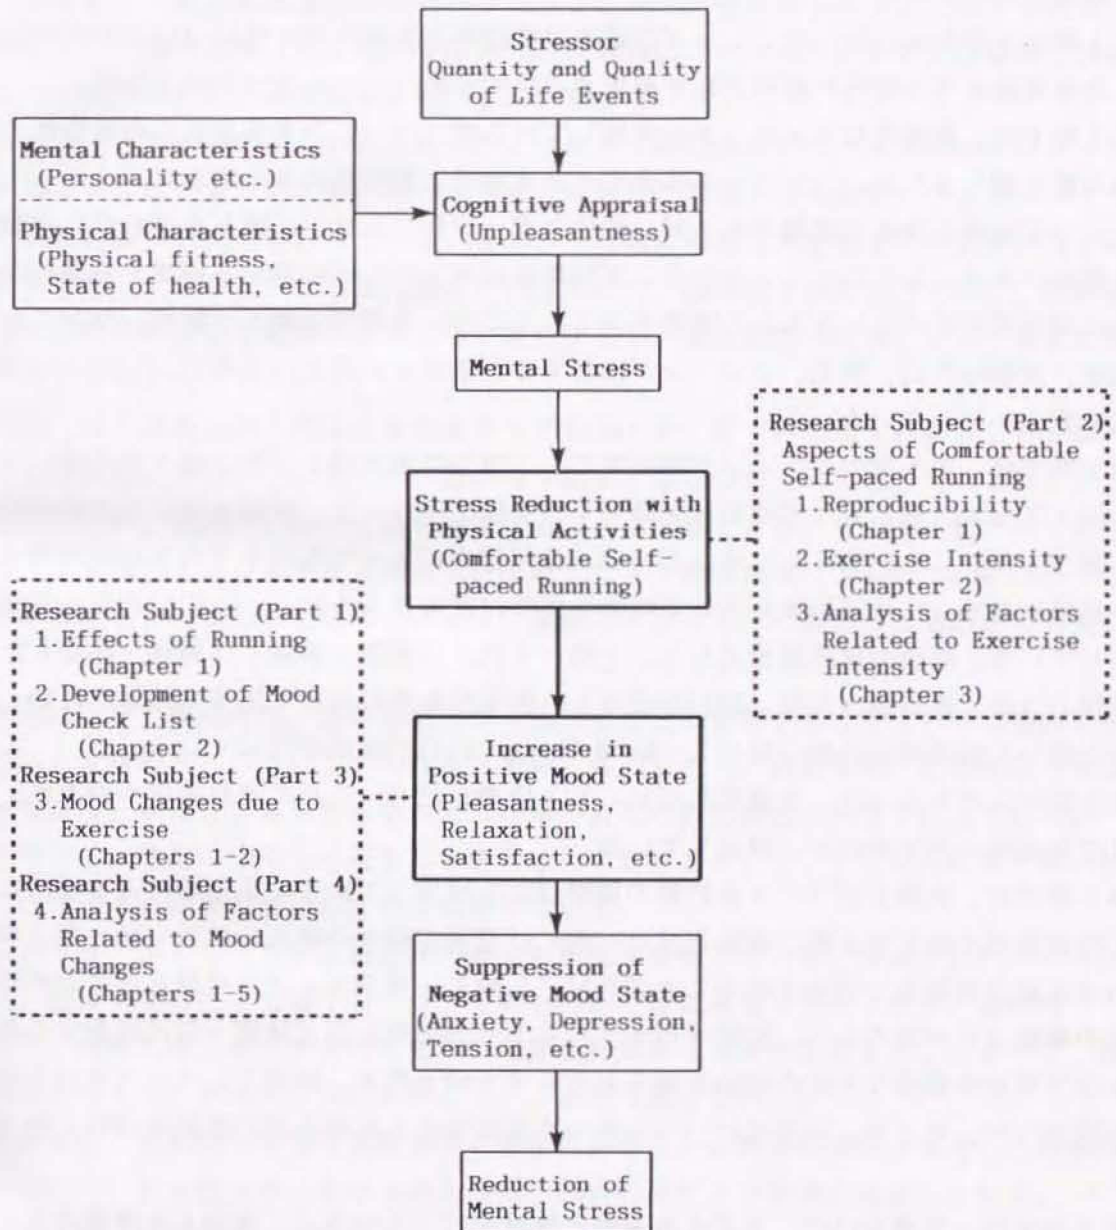 Stressor
Quantity and Quality
of Life Events
Mental Characteristics
(Personality etc.)
Physical Characteristics
(Physical fitness,
State of health, etc.)
Cognitive Appraisal
(Unpleasantness)
Mental Stress
Stress Reduction with
Physical Activities
(Comfortable Self-
paced Running)
Research Subject (Part 2)
Aspects of Comfortable
Self-paced Running
1.Reproducibility
(Chapter 1)
2.Exercise Intensity
(Chapter 2)
3.Analysis of Factors
Related to Exercise
Intensity
(Chapter 3)
Research Subject (Part 1)
1.Effects of Running
(Chapter 1)
2.Development of Mood
Check List
(Chapter 2)
Research Subject (Part 3)
3.Mood Changes due to
Exercise
(Chapters 1-2)
Research Subject (Part 4)
4.Analysis of Factors
Related to Mood
Changes
(Chapters 1-5)
Increase in
Positive Mood State
(Pleasantness,
Relaxation,
Satisfaction, etc.)
Suppression of
Negative Mood State
(Anxiety, Depression,
Tension, etc.)
Reduction of
Mental Stress